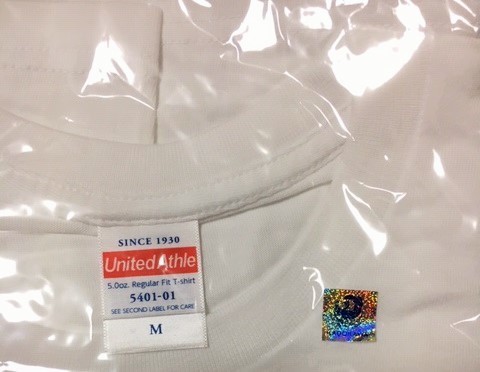 SINCE 1930
United Athle
5.0oz. Regular Fit T-shirt
5401-01
SEE SECOND LABEL FOR CARE
M